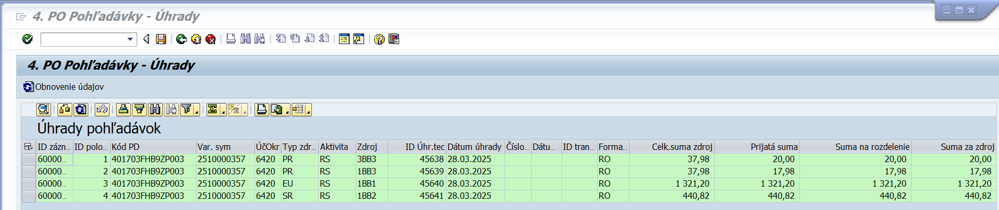 4. PO Pohľadávky - Úhrady
4. PO Pohľadávky - Úhrady
Obnovenie údajov
Úhrady pohľadávok
ID zázn... ID polo... Kód PD Var. sym ÚčOkr Typ zdr... Aktivita Zdroj ID Úhr.tec Dátum úhrady Číslo... Dátu... ID tran... Forma... Celk.suma zdroj Prijatá suma Suma na rozdelenie Suma za zdroj
60000... 1 401703FHB9ZP003 2510000357 6420 PR RS 3BB3 45638 28.03.2025 RO 37,98 20,00 20,00 20,00
60000... 2 401703FHB9ZP003 2510000357 6420 PR RS 1BB3 45639 28.03.2025 RO 37,98 17,98 17,98 17,98
60000... 3 401703FHB9ZP003 2510000357 6420 EU RS 1BB1 45640 28.03.2025 RO 1 321,20 1 321,20 1 321,20 1 321,20
60000... 4 401703FHB9ZP003 2510000357 6420 SR RS 1BB2 45641 28.03.2025 RO 440,82 440,82 440,82 440,82